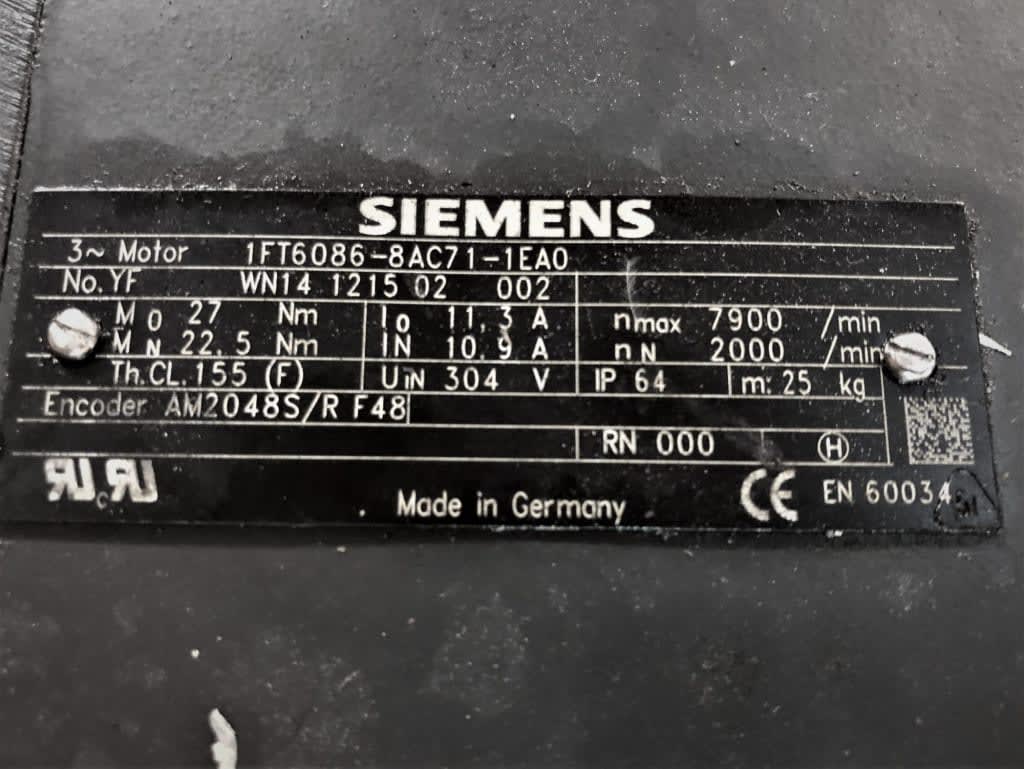 SIEMENS
3~ Motor 1FT6086-8AC71-1EA0
No. YF WN14 1215 02 002
M0 27 Nm I0 11,3 A nmax 7900 /min
MN 22,5 Nm IN 10,9 A nN 2000 /min
Th.CL. 155 (F) UiN 304 V IP 64 m: 25 kg
Encoder AM2048S/R F48
RN 000 H
RU c RU
Made in Germany CE EN 60034